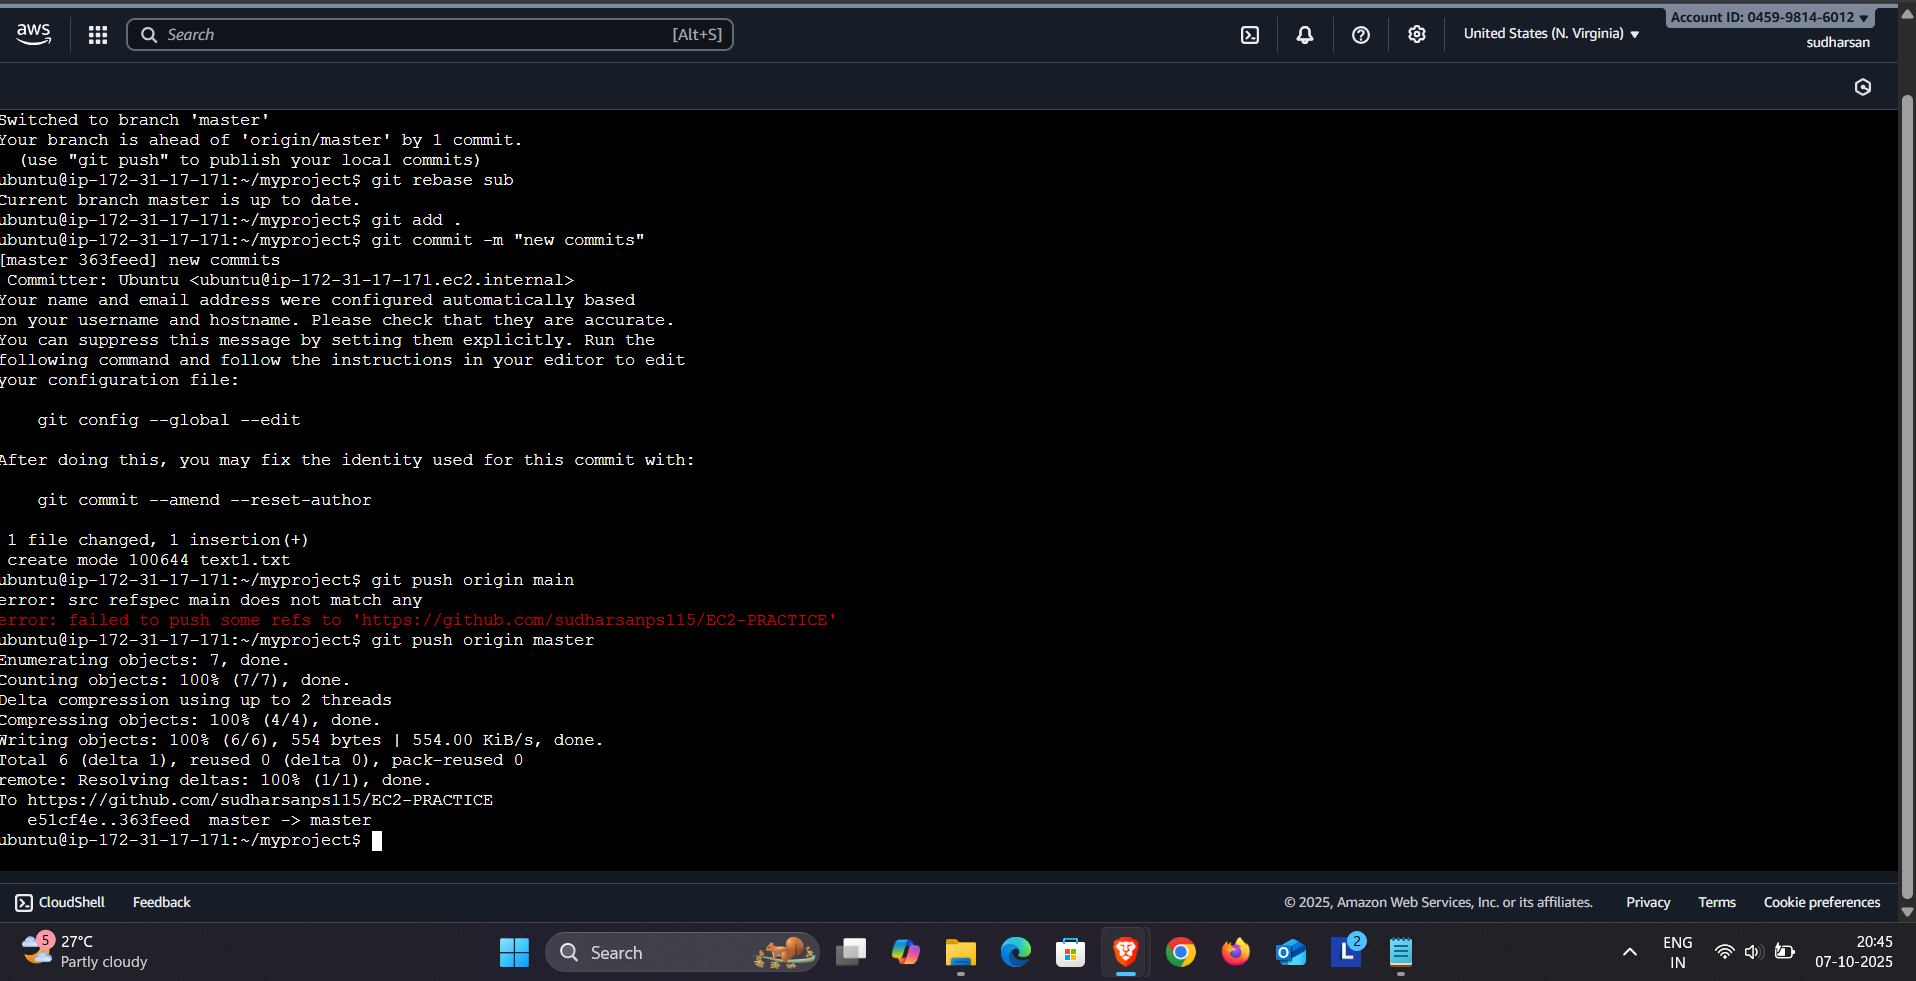 aws
Search [Alt+S]
United States (N. Virginia)
Account ID: 0459-9814-6012
sudharsan
Switched to branch 'master'
Your branch is ahead of 'origin/master' by 1 commit.
(use "git push" to publish your local commits)
ubuntu@ip-172-31-17-171:~/myproject$ git rebase sub
Current branch master is up to date.
ubuntu@ip-172-31-17-171:~/myproject$ git add .
ubuntu@ip-172-31-17-171:~/myproject$ git commit -m "new commits"
[master 363feed] new commits
Committer: Ubuntu <ubuntu@ip-172-31-17-171.ec2.internal>
Your name and email address were configured automatically based
on your username and hostname. Please check that they are accurate.
You can suppress this message by setting them explicitly. Run the
following command and follow the instructions in your editor to edit
your configuration file:
git config --global --edit
After doing this, you may fix the identity used for this commit with:
git commit --amend --reset-author
1 file changed, 1 insertion(+)
create mode 100644 text1.txt
ubuntu@ip-172-31-17-171:~/myproject$ git push origin main
error: src refspec main does not match any
error: failed to push some refs to 'https://github.com/sudharsanps115/EC2-PRACTICE'
ubuntu@ip-172-31-17-171:~/myproject$ git push origin master
Enumerating objects: 7, done.
Counting objects: 100% (7/7), done.
Delta compression using up to 2 threads
Compressing objects: 100% (4/4), done.
Writing objects: 100% (6/6), 554 bytes | 554.00 KiB/s, done.
Total 6 (delta 1), reused 0 (delta 0), pack-reused 0
remote: Resolving deltas: 100% (1/1), done.
To https://github.com/sudharsanps115/EC2-PRACTICE
e51cf4e..363feed  master -> master
ubuntu@ip-172-31-17-171:~/myproject$
CloudShell Feedback © 2025, Amazon Web Services, Inc. or its affiliates. Privacy Terms Cookie preferences
5 27°C
Partly cloudy
Search
L 2
ENG
IN
20:45
07-10-2025